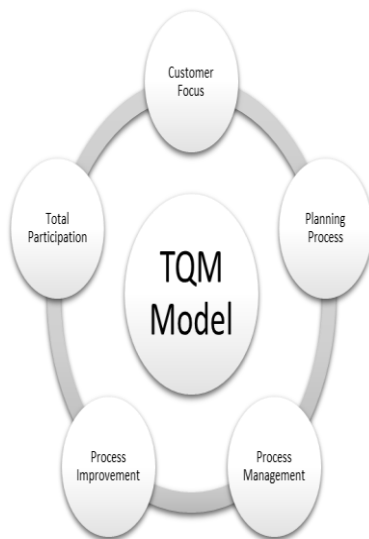 Customer
Focus
Total
Participation
Planning
Process
TQM
Model
Process
Improvement
Process
Management